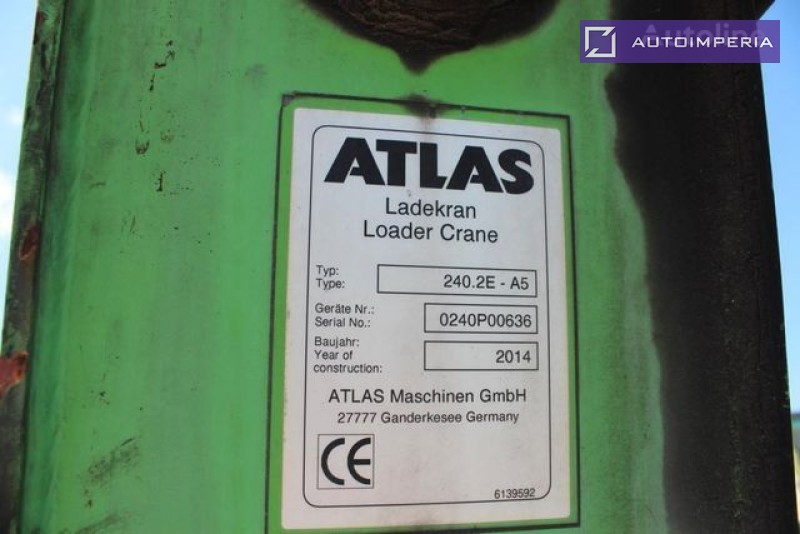 Autoline
AUTOIMPERIA
ATLAS
Ladekran
Loader Crane
Typ:
Type: 240.2E - A5
Geräte Nr.:
Serial No.: 0240P00636
Baujahr:
Year of
construction: 2014
ATLAS Maschinen GmbH
27777 Ganderkesee Germany
CE
6139592